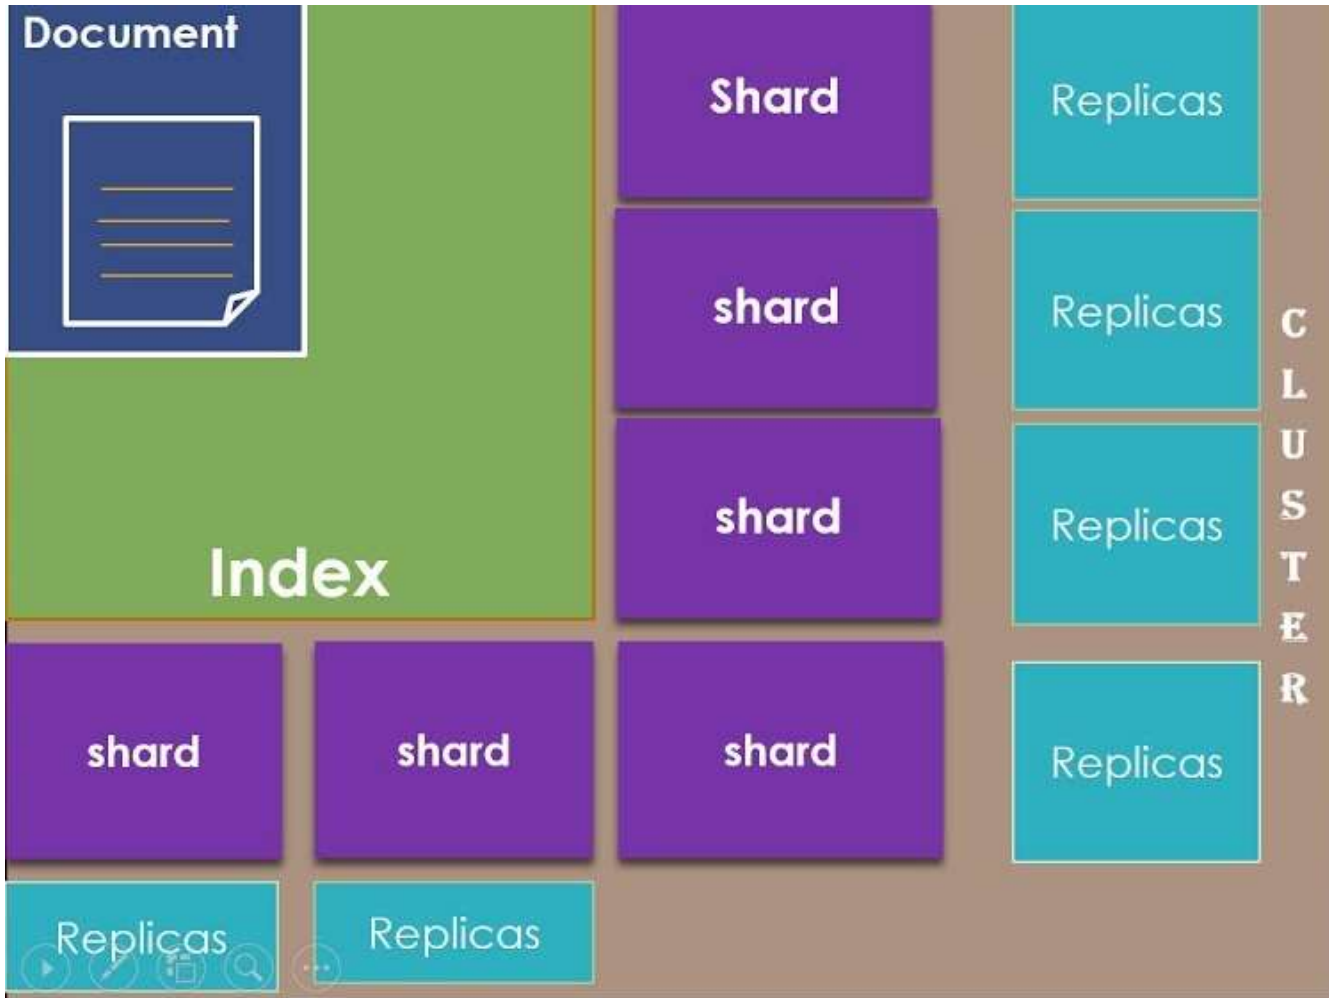 Document
Shard
Replicas
shard
Replicas
shard
Replicas
Index
shard
shard
shard
Replicas
Replicas
Replicas
CLUSTER